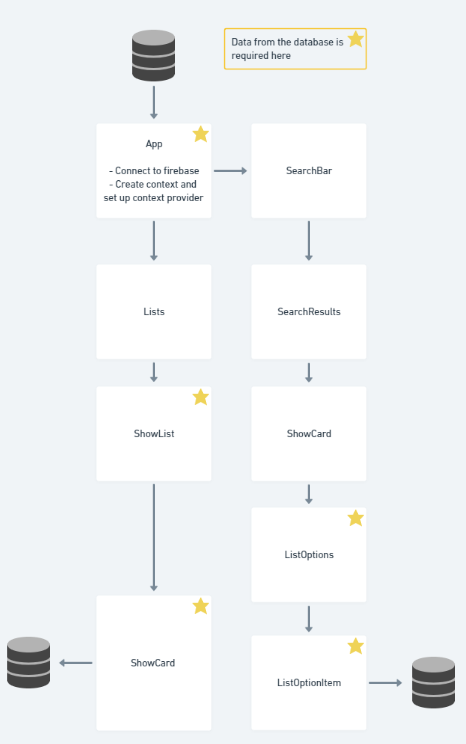 Data from the database is
required here
App
- Connect to firebase
- Create context and
set up context provider
SearchBar
Lists
SearchResults
ShowList
ShowCard
ListOptions
ShowCard
ListOptionItem